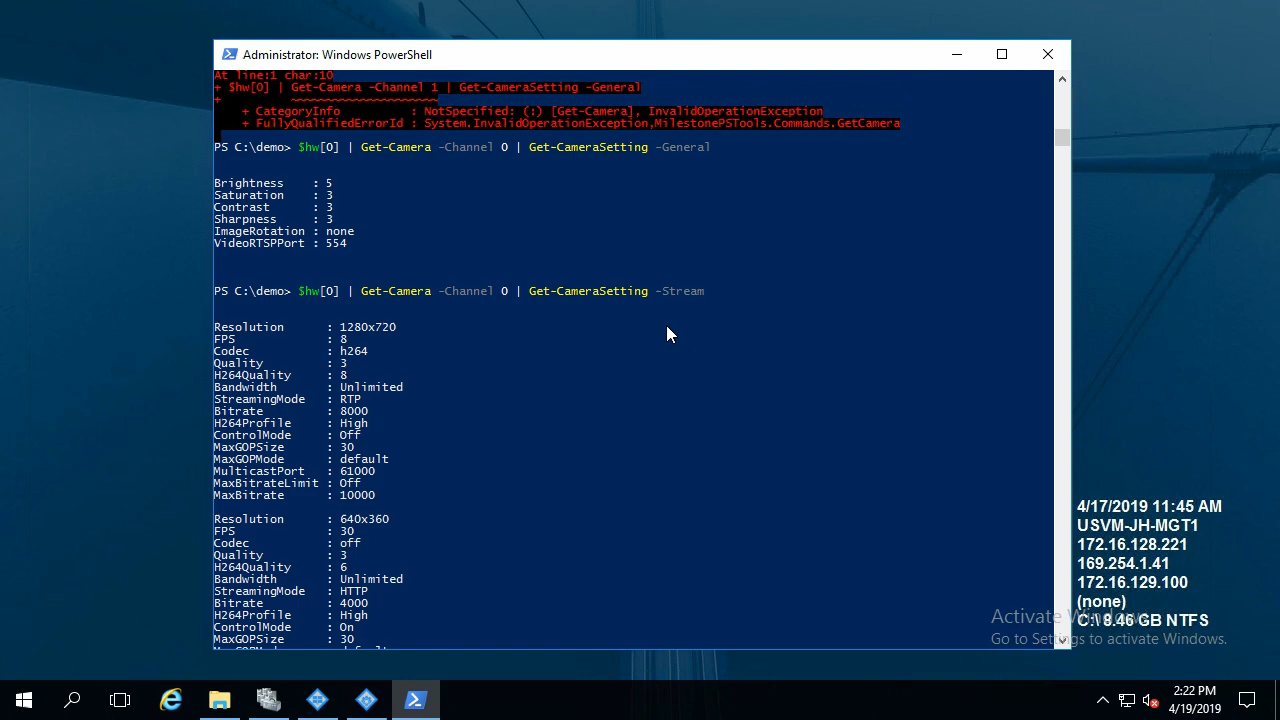 Administrator: Windows PowerShell
At line:1 char:10
+ $hw[0] | Get-Camera -Channel 1 | Get-CameraSetting -General
+          ~~~~~~~~~~~~~~~~~~~~~
    + CategoryInfo          : NotSpecified: (:) [Get-Camera], InvalidOperationException
    + FullyQualifiedErrorId : System.InvalidOperationException,MilestonePSTools.Commands.GetCamera
PS C:\demo> $hw[0] | Get-Camera -Channel 0 | Get-CameraSetting -General
Brightness    : 5
Saturation    : 3
Contrast      : 3
Sharpness     : 3
ImageRotation : none
VideoRTSPPort : 554
PS C:\demo> $hw[0] | Get-Camera -Channel 0 | Get-CameraSetting -Stream
Resolution      : 1280x720
FPS             : 8
Codec           : h264
Quality         : 3
H264Quality     : 8
Bandwidth       : Unlimited
StreamingMode   : RTP
Bitrate         : 8000
H264Profile     : High
ControlMode     : Off
MaxGOPSize      : 30
MaxGOPMode      : default
MulticastPort   : 61000
MaxBitrateLimit : Off
MaxBitrate      : 10000
Resolution      : 640x360
FPS             : 30
Codec           : off
Quality         : 3
H264Quality     : 6
Bandwidth       : Unlimited
StreamingMode   : HTTP
Bitrate         : 4000
H264Profile     : High
ControlMode     : On
MaxGOPSize      : 30
4/17/2019 11:45 AM
USVM-JH-MGT1
172.16.128.221
169.254.1.41
172.16.129.100
(none)
C:\ 8.46 GB NTFS
Activate Windows
Go to Settings to activate Windows.
2:22 PM
4/19/2019